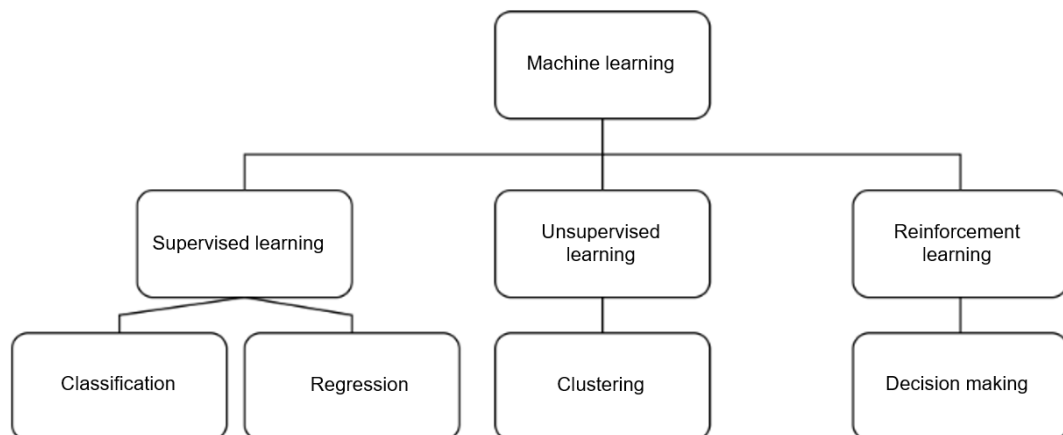 Machine learning
Supervised learning
Unsupervised
learning
Reinforcement
learning
Classification
Regression
Clustering
Decision making